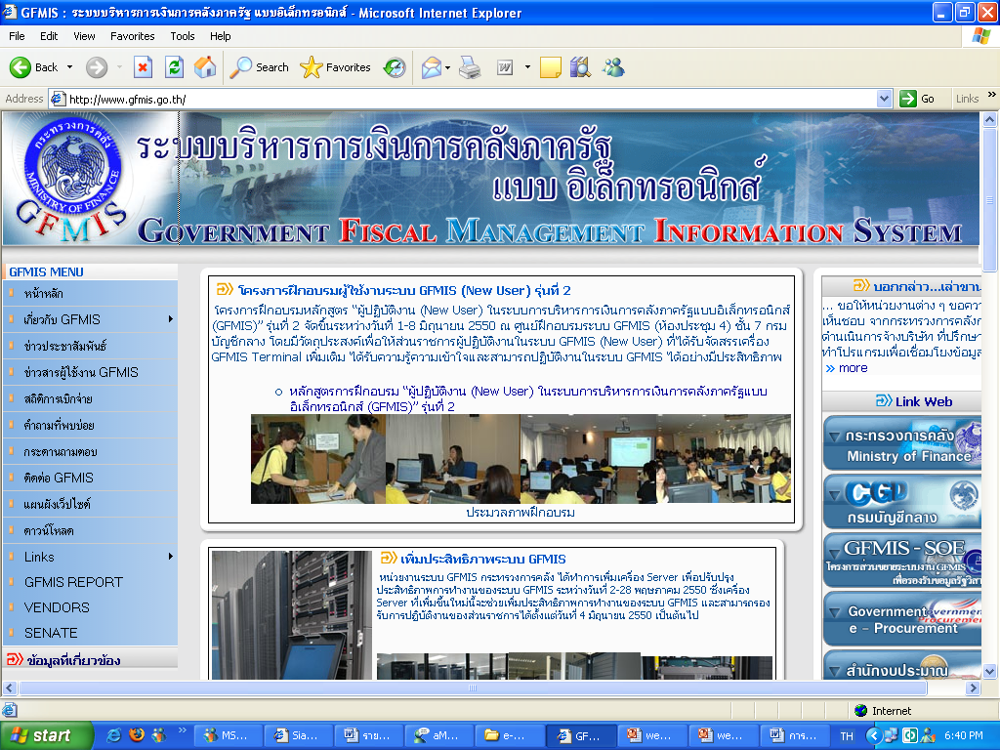 GFMIS : ระบบบริหารการเงินการคลังภาครัฐ แบบอิเล็กทรอนิกส์ - Microsoft Internet Explorer
File Edit View Favorites Tools Help
Back Search Favorites
Address http://www.gfmis.go.th/ Go Links
กระทรวงการคลัง
MINISTRY OF FINANCE
GFMIS
ระบบบริหารการเงินการคลังภาครัฐ
แบบ อิเล็กทรอนิกส์
GOVERNMENT FISCAL MANAGEMENT INFORMATION SYSTEM
GFMIS MENU
หน้าหลัก
เกี่ยวกับ GFMIS
ข่าวประชาสัมพันธ์
ข่าวสารผู้ใช้งาน GFMIS
สถิติการเบิกจ่าย
คำถามที่พบบ่อย
กระดานถามตอบ
ติดต่อ GFMIS
แผนผังเว็ปไซต์
ดาวน์โหลด
Links
GFMIS REPORT
VENDORS
SENATE
ข้อมูลที่เกี่ยวข้อง
โครงการฝึกอบรมผู้ใช้งานระบบ GFMIS (New User) รุ่นที่ 2
โครงการฝึกอบรมหลักสูตร "ผู้ปฏิบัติงาน (New User) ในระบบการบริหารการเงินการคลังภาครัฐแบบอิเล็กทรอนิกส์
(GFMIS)" รุ่นที่ 2 จัดขึ้นระหว่างวันที่ 1-8 มิถุนายน 2550 ณ ศูนย์ฝึกอบรมระบบ GFMIS (ห้องประชุม 4) ชั้น 7 กรม
บัญชีกลาง โดยมีวัตถุประสงค์เพื่อให้ส่วนราชการผู้ปฏิบัติงานในระบบ GFMIS (New User) ที่ได้รับจัดสรรเครื่อง
GFMIS Terminal เพิ่มเติม ได้รับความรู้ความเข้าใจและสามารถปฏิบัติงานในระบบ GFMIS ได้อย่างมีประสิทธิภาพ
หลักสูตรการฝึกอบรม "ผู้ปฏิบัติงาน (New User) ในระบบการบริหารการเงินการคลังภาครัฐแบบ
อิเล็กทรอนิกส์ (GFMIS)" รุ่นที่ 2
ประมวลภาพฝึกอบรม
เพิ่มประสิทธิภาพระบบ GFMIS
หน่วยงานระบบ GFMIS กระทรวงการคลัง ได้ทำการเพิ่มเครื่อง Server เพื่อปรับปรุง
ประสิทธิภาพการทำงานของระบบ GFMIS ระหว่างวันที่ 2-28 พฤษภาคม 2550 ซึ่งเครื่อง
Server ที่เพิ่มขึ้นใหม่นี้จะช่วยเพิ่มประสิทธิภาพการทำงานของระบบ GFMIS และสามารถรอง
รับการปฏิบัติงานของส่วนราชการได้ตั้งแต่วันที่ 4 มิถุนายน 2550 เป็นต้นไป
บอกกล่าว...เล่าขาน
... ขอให้หน่วยงานต่าง ๆ ขอความ
เห็นชอบ จากกระทรวงการคลังก
ดำเนินการจ้างบริษัท ที่ปรึกษา
ทำโปรแกรมเพื่อเชื่อมโยงข้อมูล
more
Link Web
กระทรวงการคลัง
Ministry of Finance
CGD
กรมบัญชีกลาง
GFMIS - SOE
โครงการส่วนขยายระบบงาน GFMIS
เพื่อรองรับข้อมูลรัฐวิสา
Government
e - Procurement
สำนักงบประมาณ
Internet
start MS... Sia... ราย... aM... e-... GF... we... we... การ... TH 6:40 PM